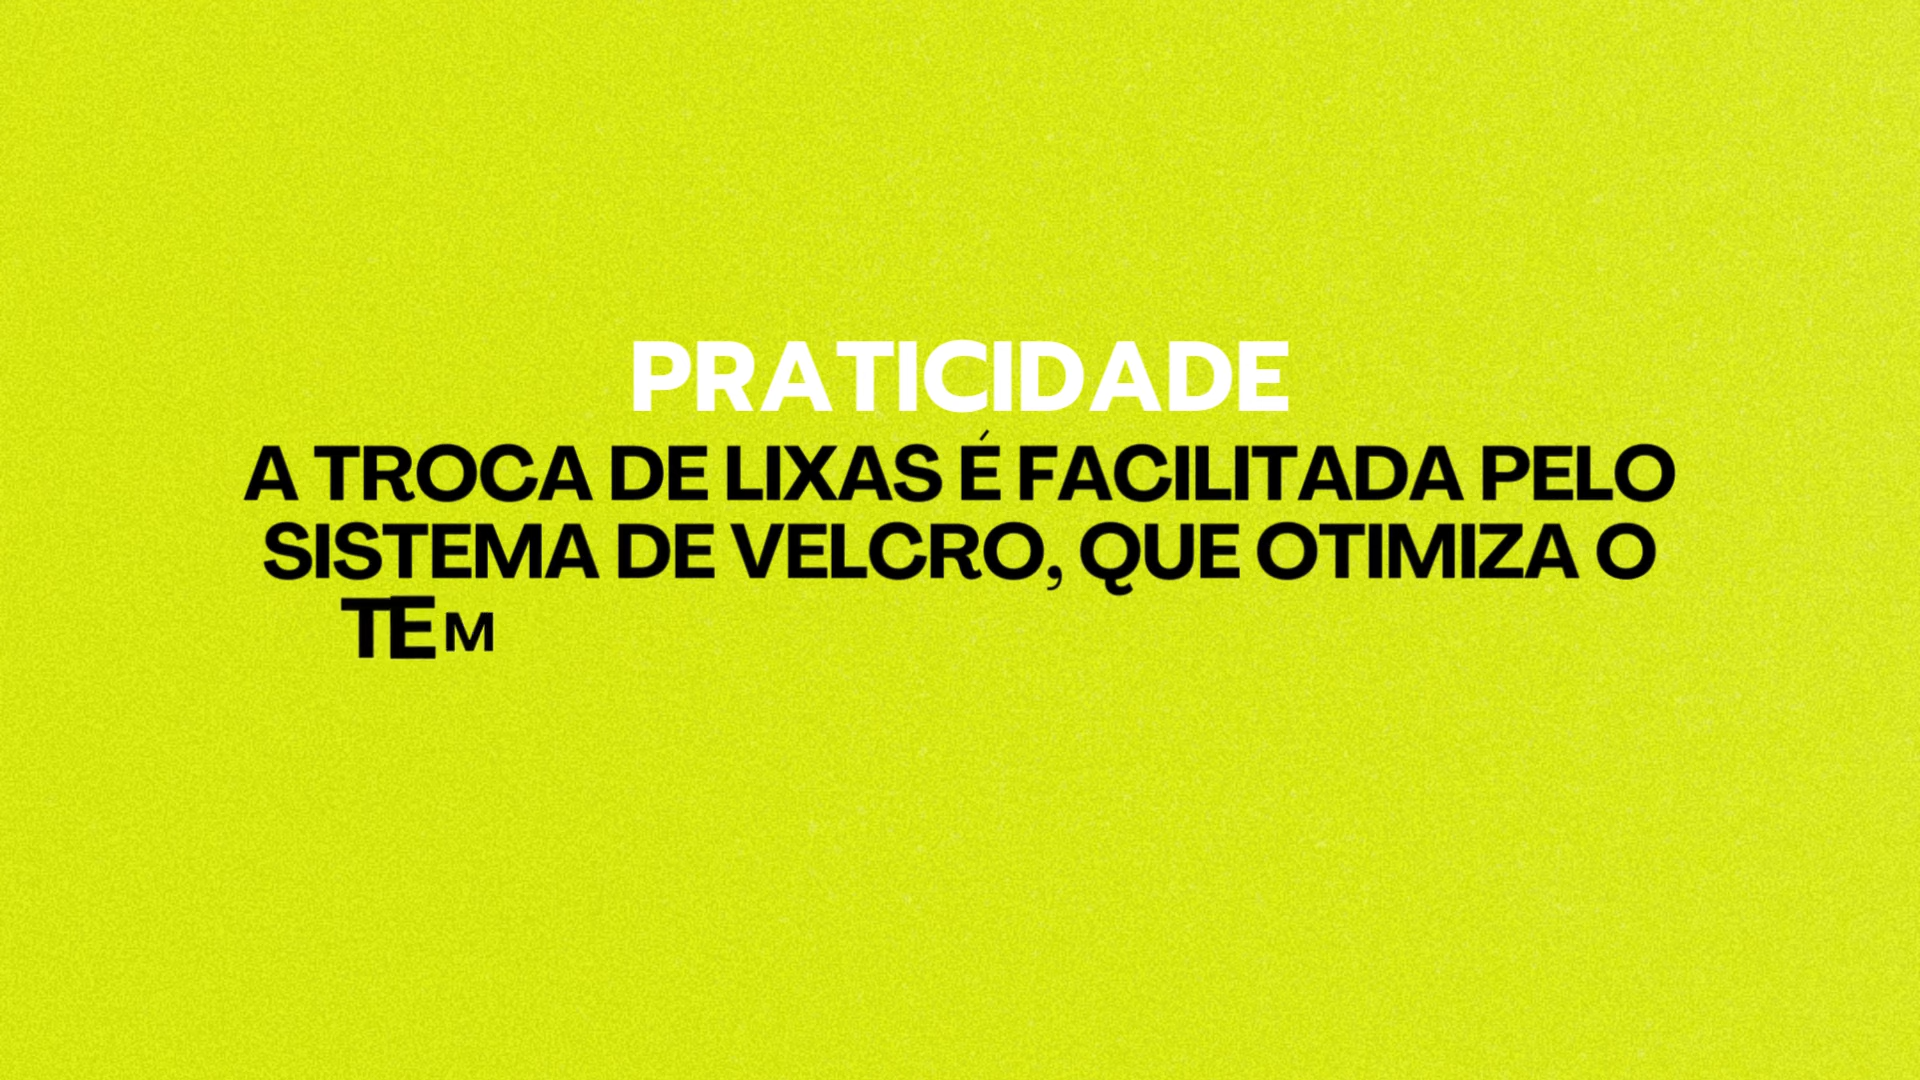 PRATICIDADE
A TROCA DE LIXAS É FACILITADA PELO
SISTEMA DE VELCRO, QUE OTIMIZA O
TEM